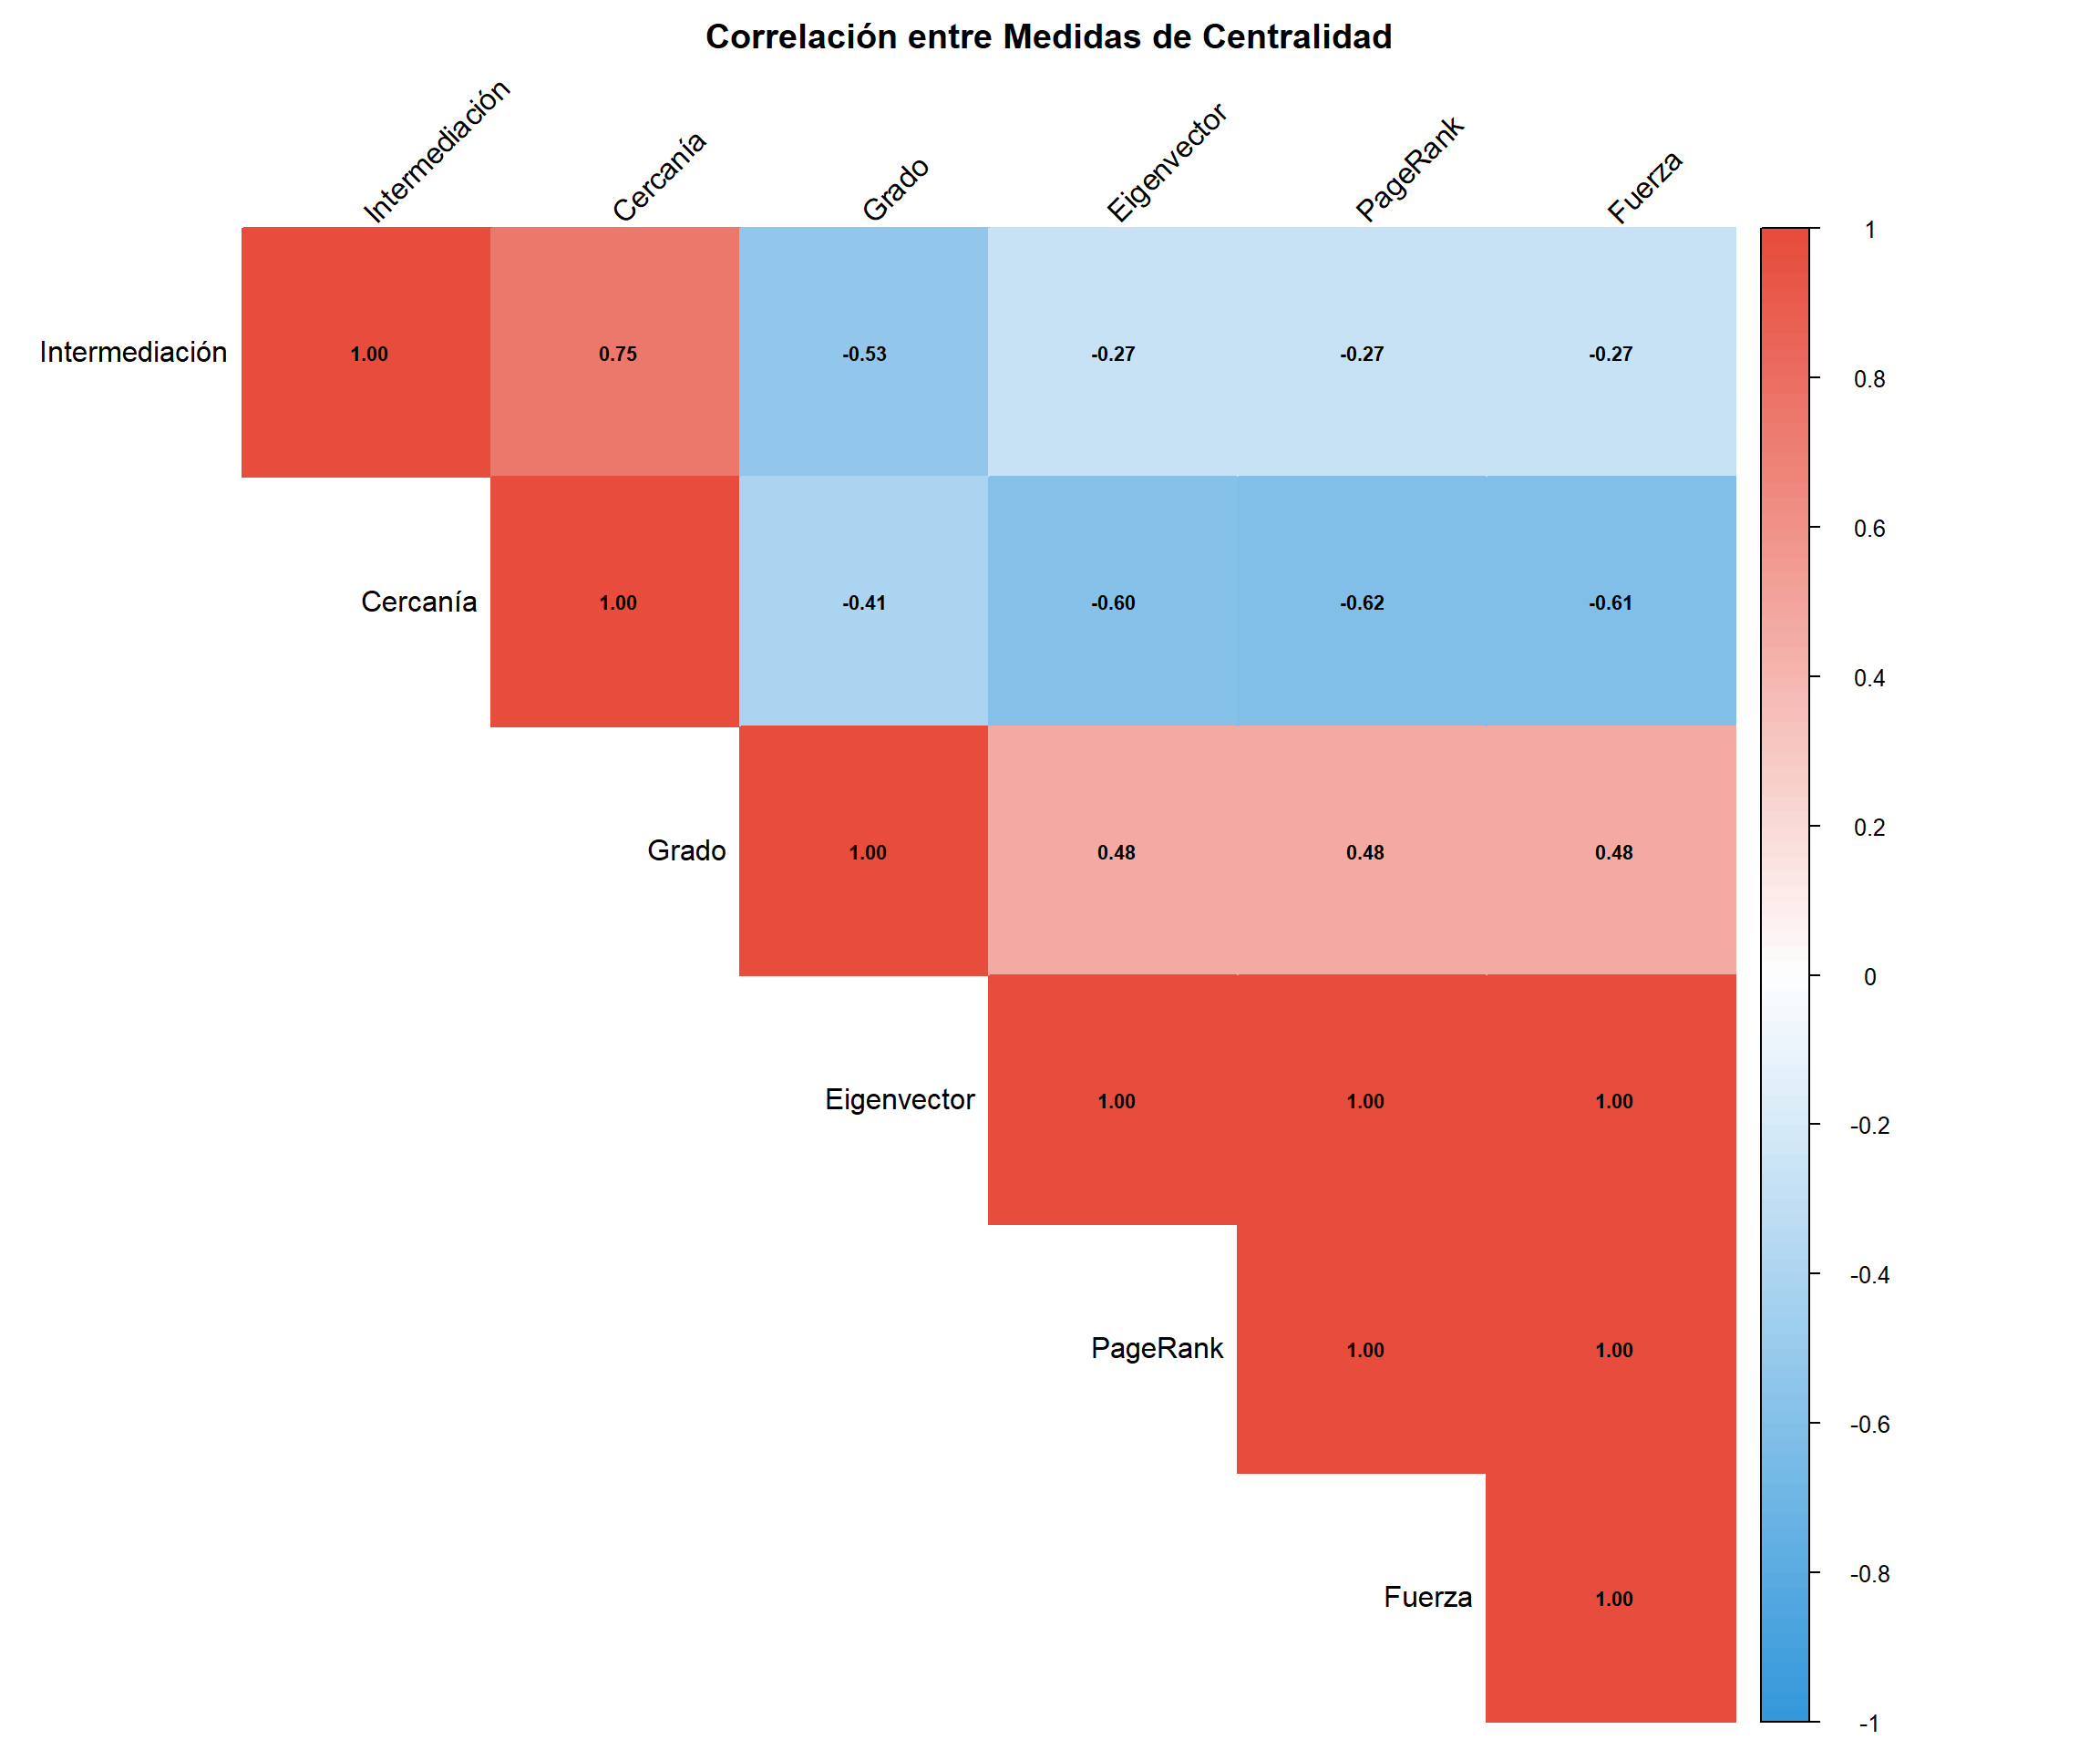 Correlación entre Medidas de Centralidad
Intermediación Cercanía Grado Eigenvector PageRank Fuerza
Intermediación 1.00 0.75 -0.53 -0.27 -0.27 -0.27
Cercanía 1.00 -0.41 -0.60 -0.62 -0.61
Grado 1.00 0.48 0.48 0.48
Eigenvector 1.00 1.00 1.00
PageRank 1.00 1.00
Fuerza 1.00
1
0.8
0.6
0.4
0.2
0
-0.2
-0.4
-0.6
-0.8
-1